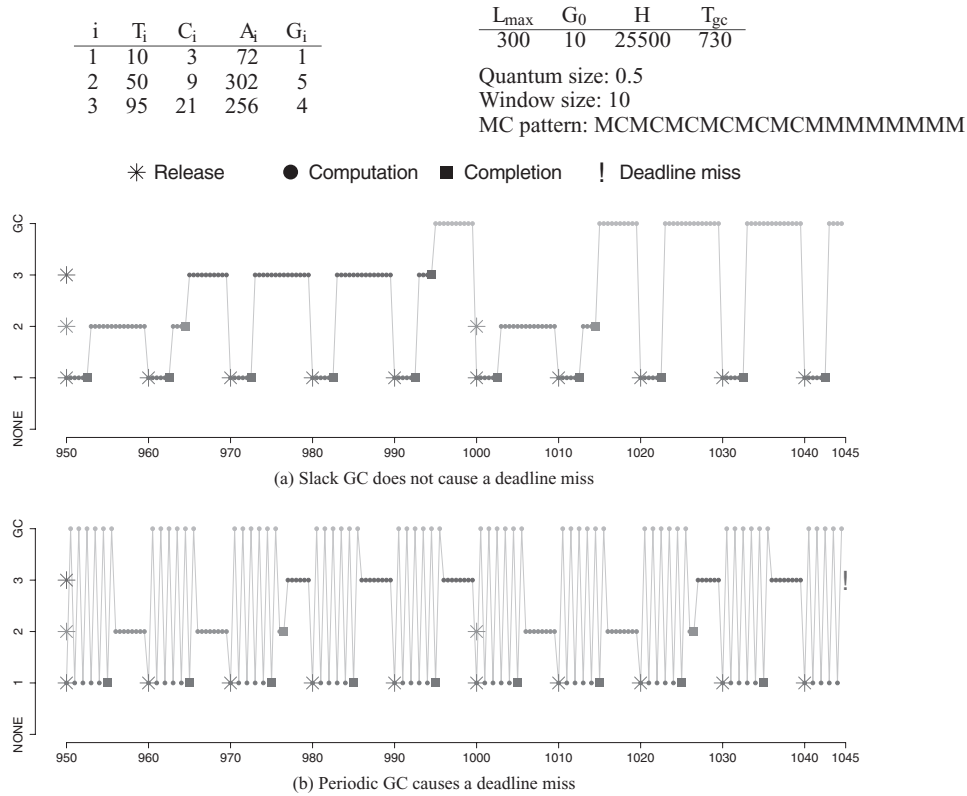 i T_i C_i A_i G_i
1 10 3 72 1
2 50 9 302 5
3 95 21 256 4
L_max G_0 H T_gc
300 10 25500 730
Quantum size: 0.5
Window size: 10
MC pattern: MCMCMCMCMCMCMMMMMMMM
Release Computation Completion ! Deadline miss
GC
3
2
1
NONE
950 960 970 980 990 1000 1010 1020 1030 1040 1045
(a) Slack GC does not cause a deadline miss
GC
3
2
1
NONE
!
950 960 970 980 990 1000 1010 1020 1030 1040 1045
(b) Periodic GC causes a deadline miss